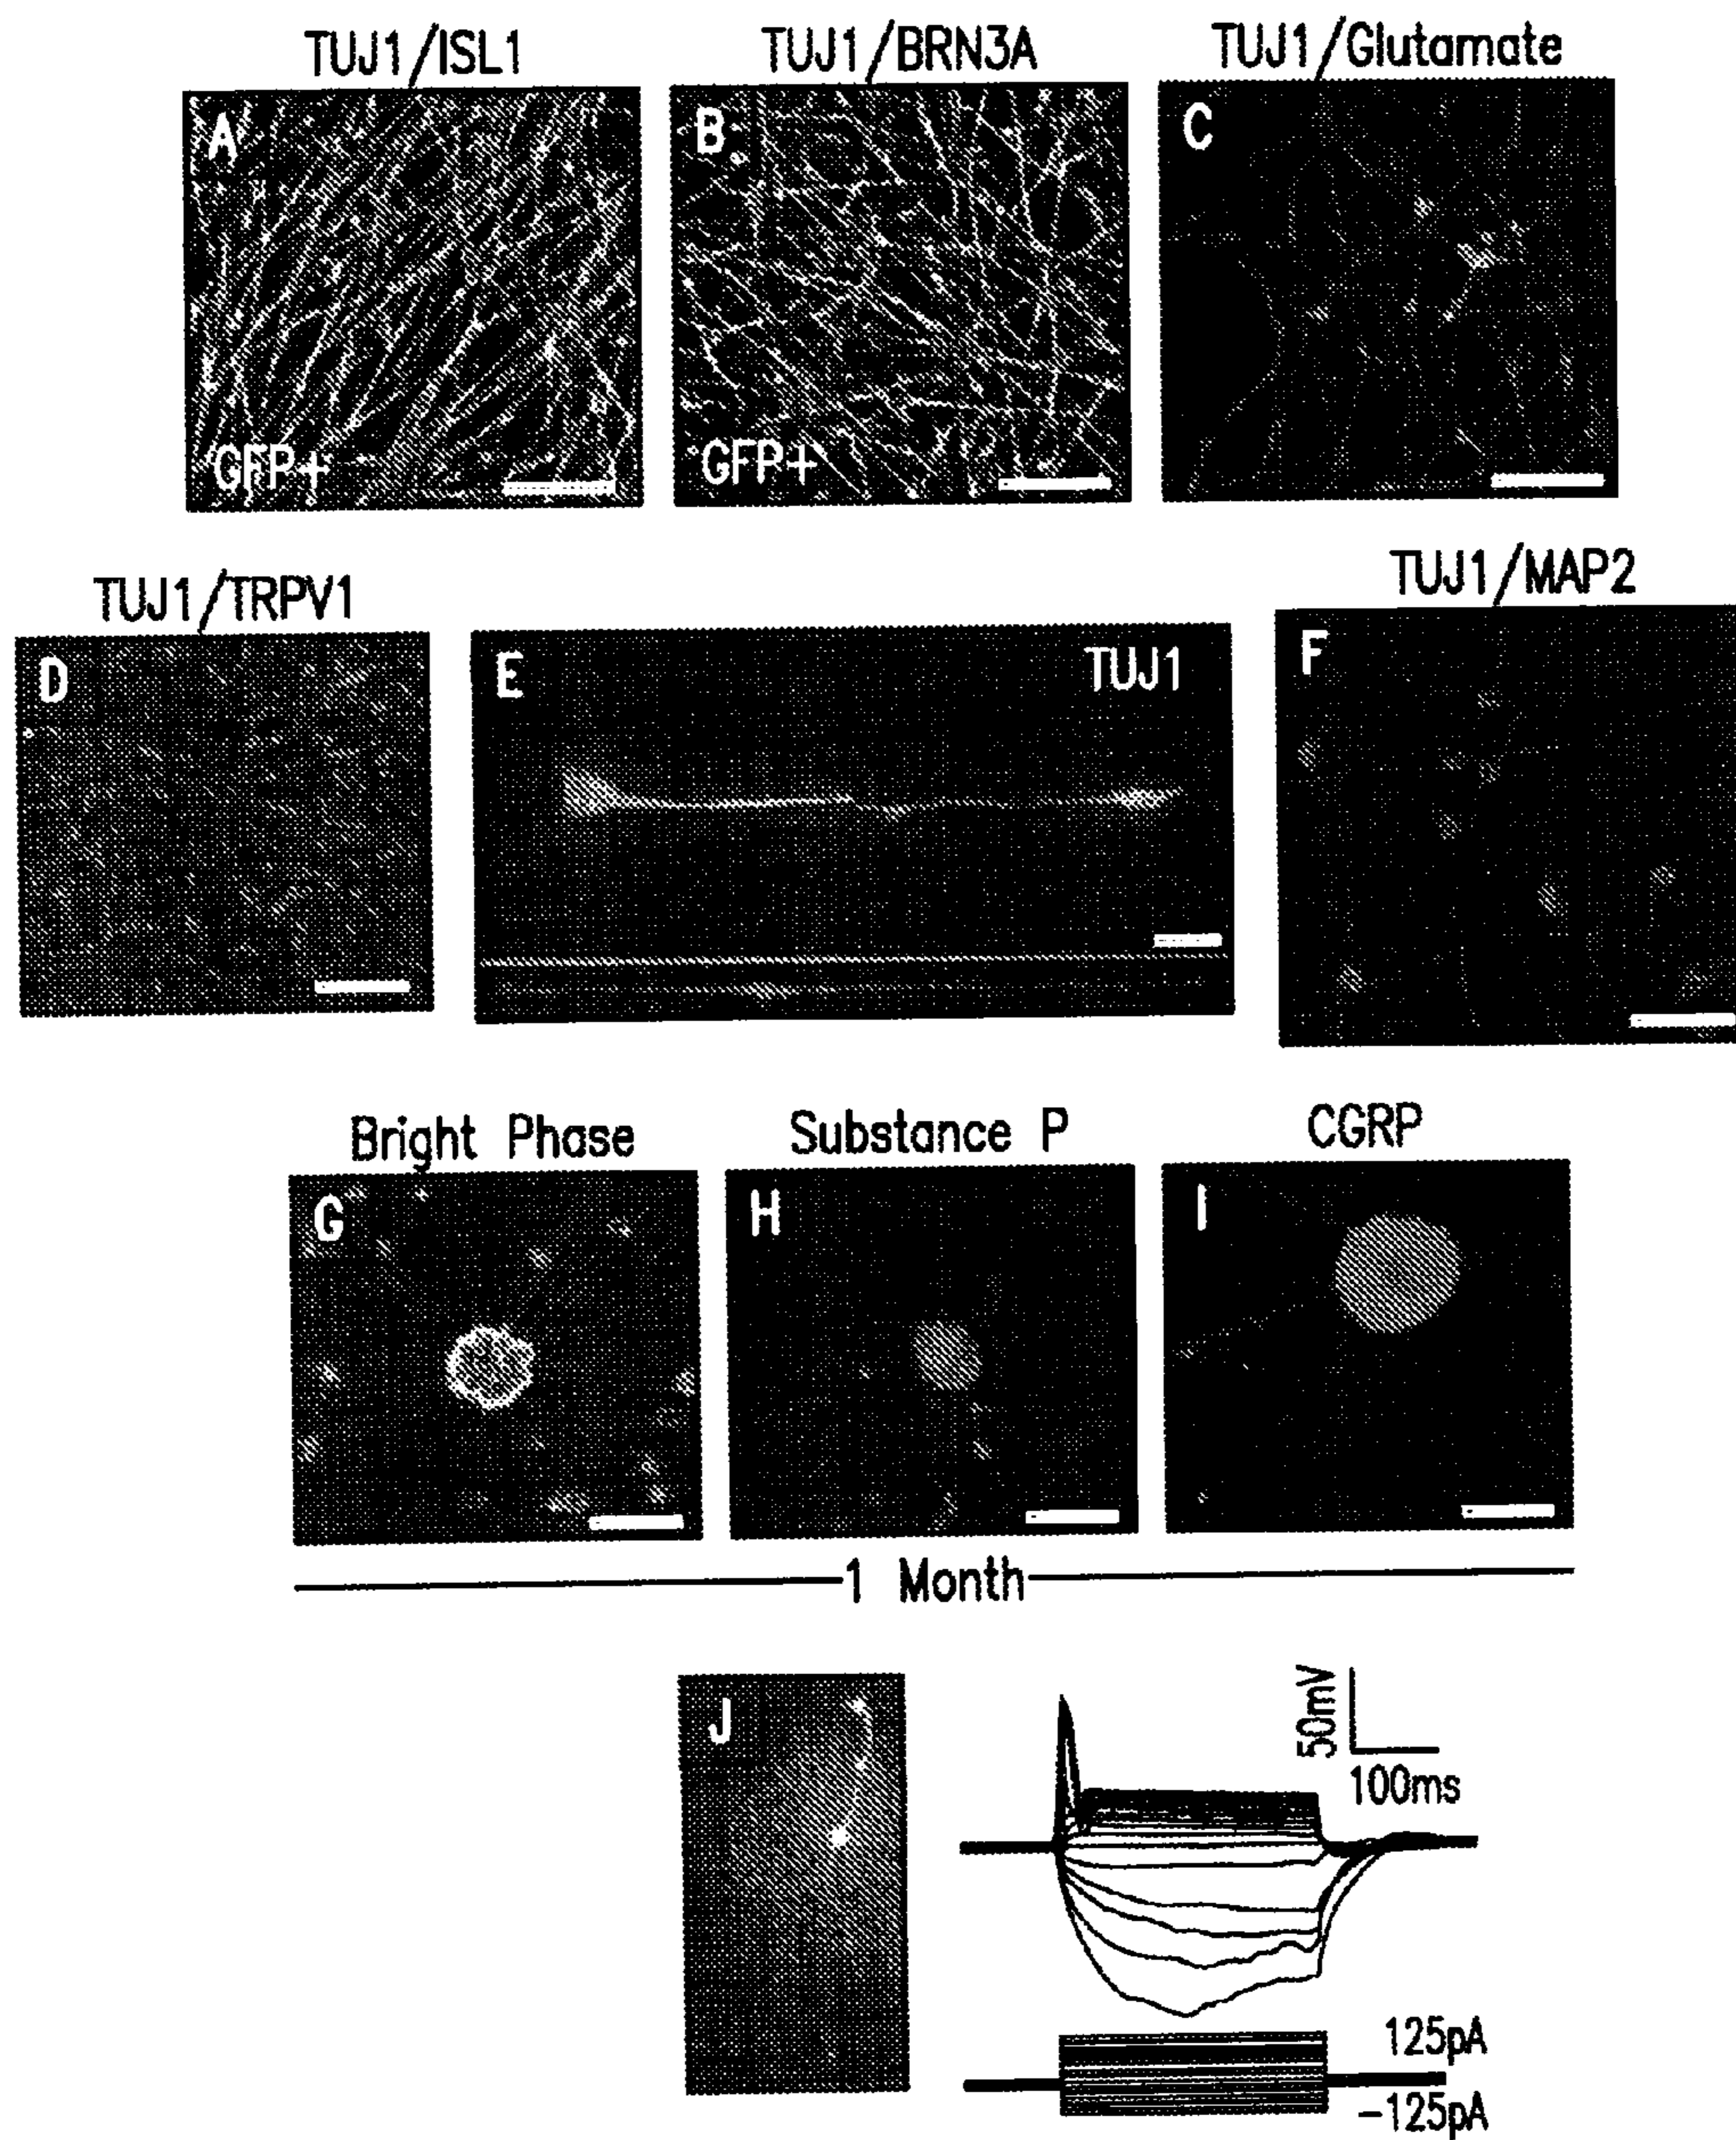 TUJ1/ISL1
TUJ1/BRN3A
TUJ1/Glutamate
A
GFP+
B
GFP+
C
TUJ1/TRPV1
TUJ1/MAP2
D
E
TUJ1
F
Bright Phase
Substance P
CGRP
G
H
I
1 Month
J
50mV
100ms
125pA
-125pA